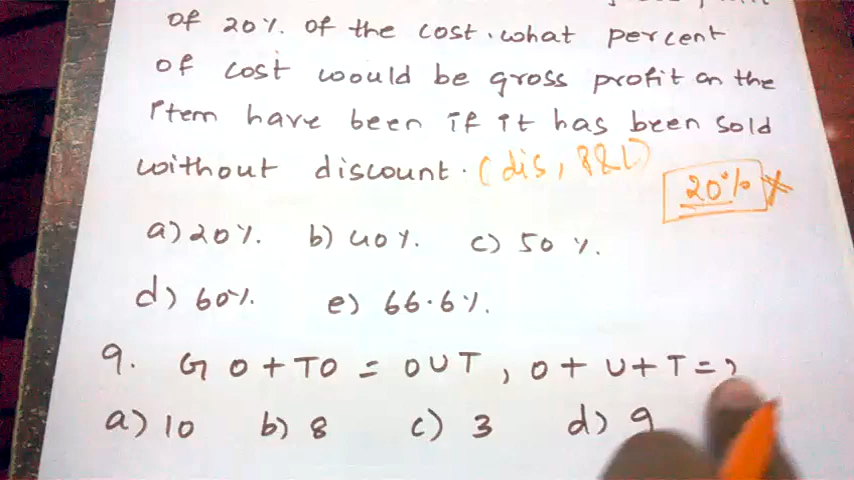 of 20%. of the cost. what percent
of cost would be gross profit on the
item have been if it has been sold
without discount. (dis, P&L)
20%
a) 20%. b) 40%. c) 50 %.
d) 60%. e) 66.6%.
9. G O + TO = OUT, O + U + T = ?
a) 10 b) 8 c) 3 d) 9